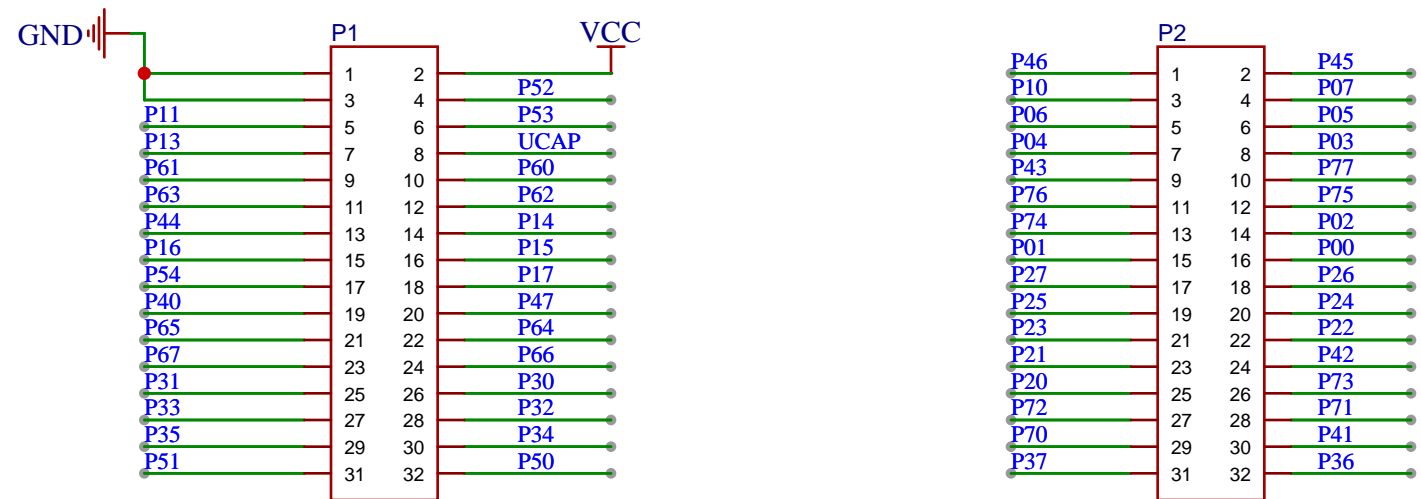 GND P1 VCC P2
P46 P45
1 2 1 2
P52 P10 P07
3 4 3 4
P11 P53 P06 P05
5 6 5 6
P13 UCAP P04 P03
7 8 7 8
P61 P60 P43 P77
9 10 9 10
P63 P62 P76 P75
11 12 11 12
P44 P14 P74 P02
13 14 13 14
P16 P15 P01 P00
15 16 15 16
P54 P17 P27 P26
17 18 17 18
P40 P47 P25 P24
19 20 19 20
P65 P64 P23 P22
21 22 21 22
P67 P66 P21 P42
23 24 23 24
P31 P30 P20 P73
25 26 25 26
P33 P32 P72 P71
27 28 27 28
P35 P34 P70 P41
29 30 29 30
P51 P50 P37 P36
31 32 31 32